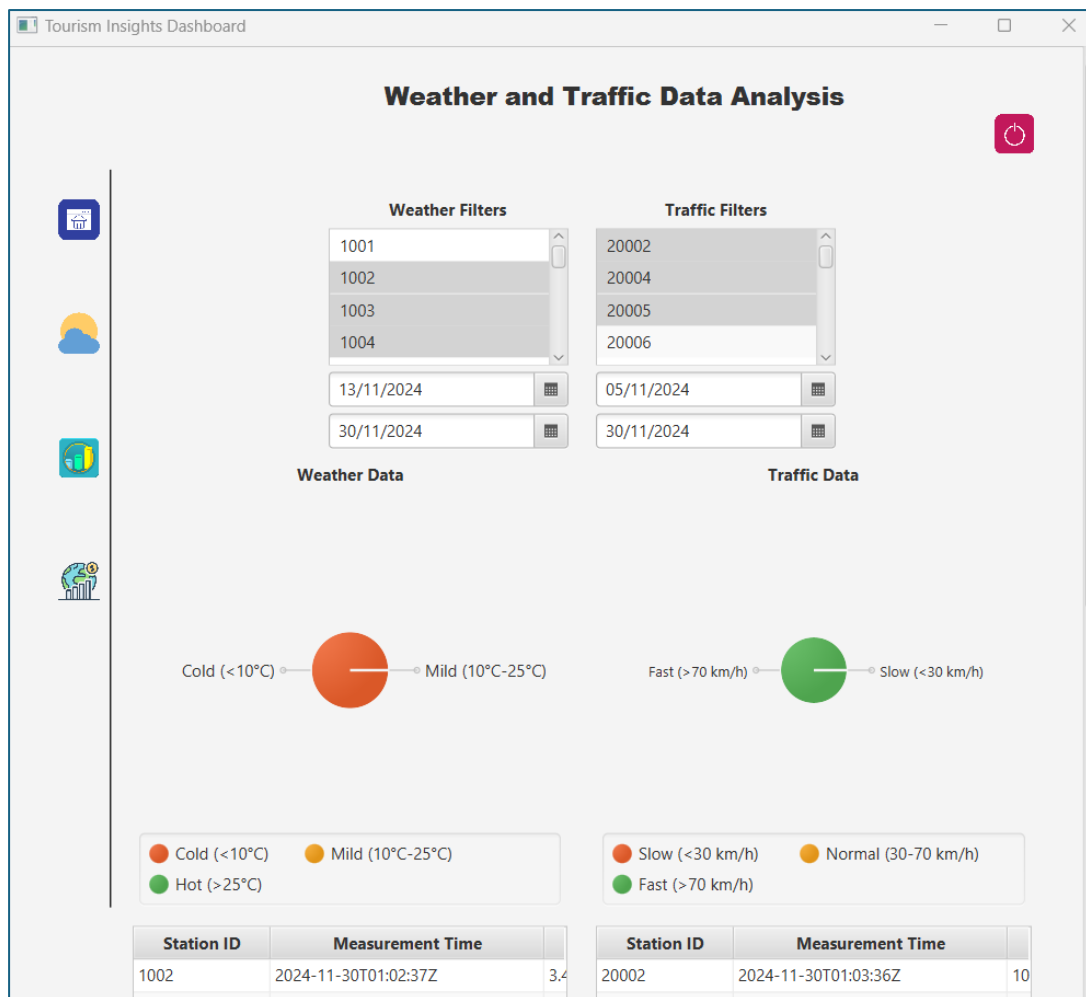 Tourism Insights Dashboard
Weather and Traffic Data Analysis
Weather Filters
Traffic Filters
1001
1002
1003
1004
20002
20004
20005
20006
13/11/2024
05/11/2024
30/11/2024
30/11/2024
Weather Data
Traffic Data
Cold (<10°C)
Mild (10°C-25°C)
Fast (>70 km/h)
Slow (<30 km/h)
Cold (<10°C)
Mild (10°C-25°C)
Hot (>25°C)
Slow (<30 km/h)
Normal (30-70 km/h)
Fast (>70 km/h)
Station ID
Measurement Time
1002
2024-11-30T01:02:37Z
3.4
Station ID
Measurement Time
20002
2024-11-30T01:03:36Z
10